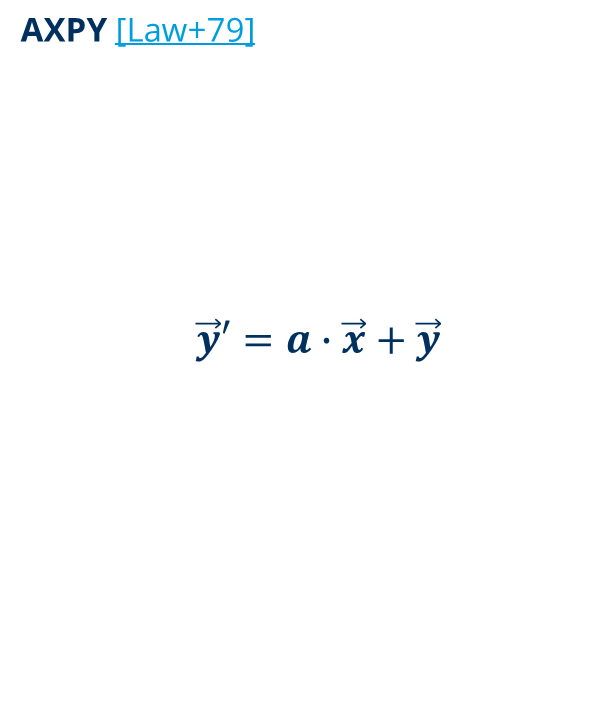 AXPY [Law+79]
y⃗′ = a · x⃗ + y⃗